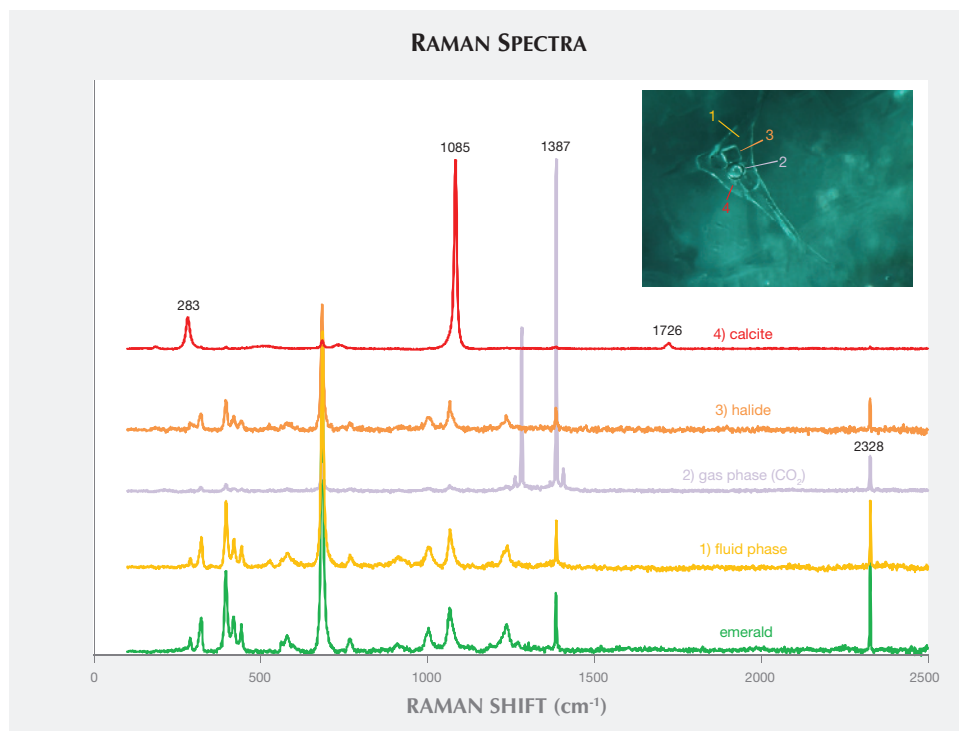 RAMAN SPECTRA
1
3
2
4
1085
1387
283
1726
4) calcite
3) halide
2328
2) gas phase (CO₂)
1) fluid phase
emerald
0 500 1000 1500 2000 2500
RAMAN SHIFT (cm⁻¹)